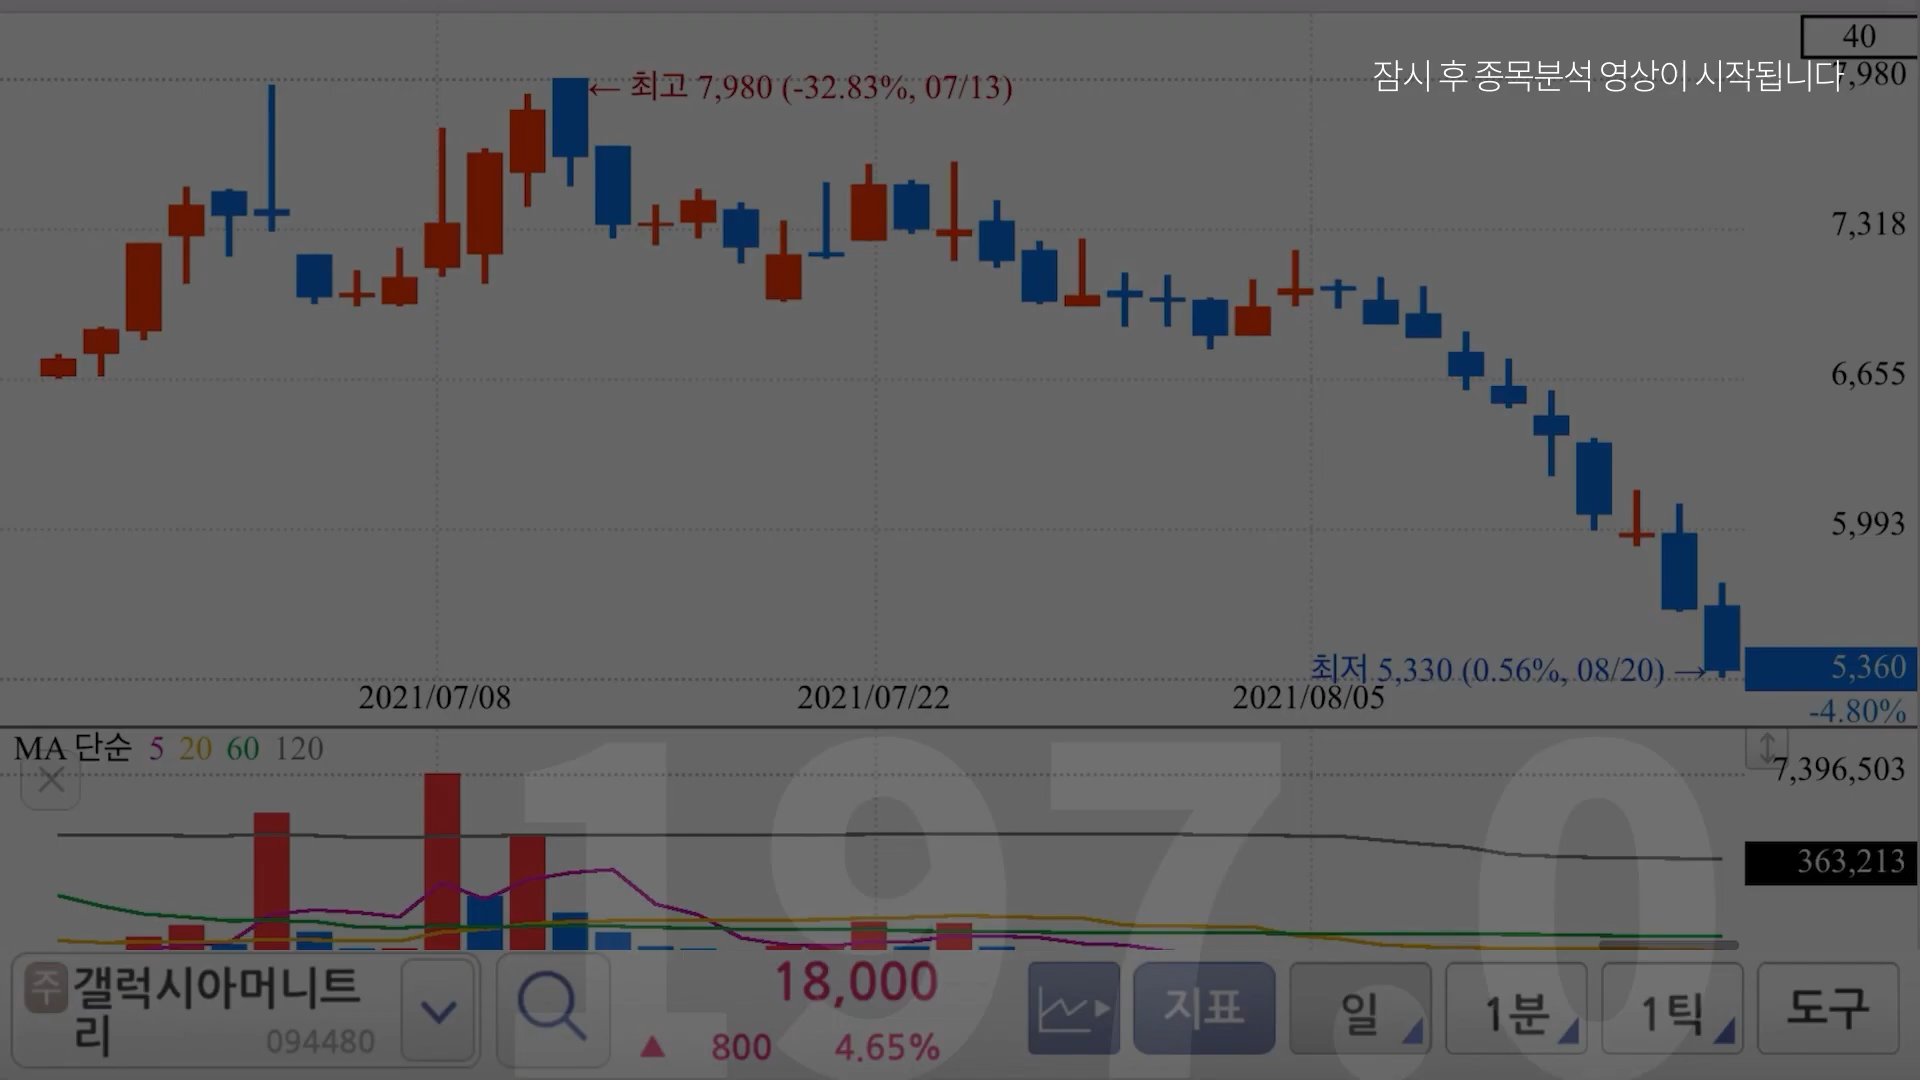 40
잠시 후 종목분석 영상이 시작됩니다
7,980
← 최고 7,980 (-32.83%, 07/13)
7,318
6,655
5,993
최저 5,330 (0.56%, 08/20) →
5,360
-4.80%
2021/07/08
2021/07/22
2021/08/05
MA 단순 5 20 60 120
7,396,503
363,213
197.0
주 갤럭시아머니트
리
094480
18,000
▲ 800 4.65%
지표
일
1분
1틱
도구